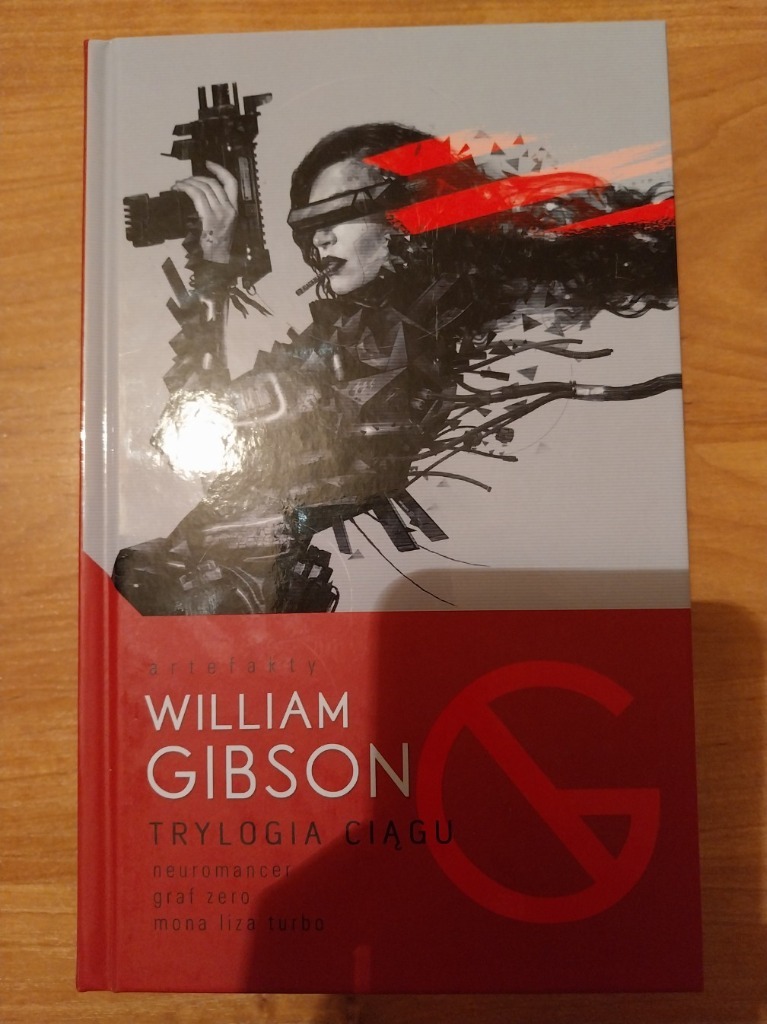 artefakty
WILLIAM
GIBSON
TRYLOGIA CIĄGU
neuromancer
graf zero
mona liza turbo